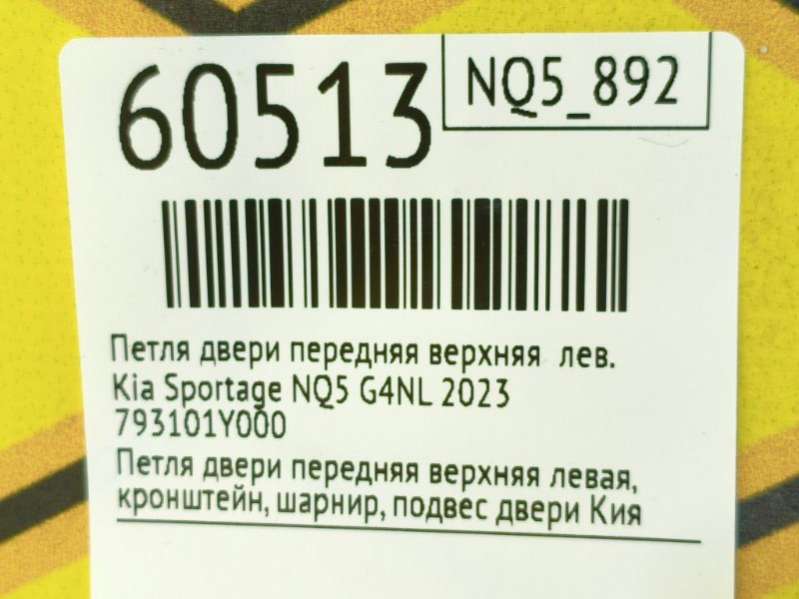 60513
NQ5_892
Петля двери передняя верхняя лев.
Kia Sportage NQ5 G4NL 2023
793101Y000
Петля двери передняя верхняя левая,
кронштейн, шарнир, подвес двери Кия